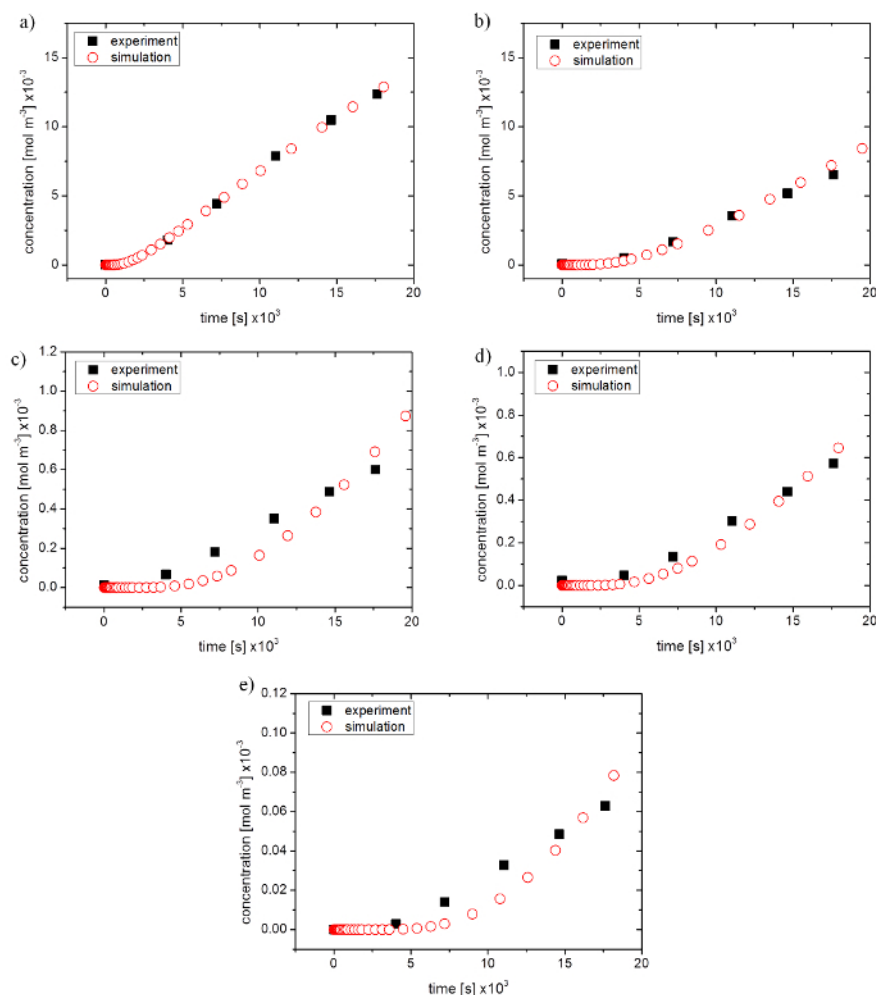 a)
experiment
simulation
concentration [mol m-3] x10-3
15
10
5
0
0 5 10 15 20
time [s] x10³
b)
experiment
simulation
concentration [mol m-3] x10-3
15
10
5
0
0 5 10 15 20
time [s] x10³
c)
experiment
simulation
concentration [mol m-3] x10-3
1.2
1.0
0.8
0.6
0.4
0.2
0.0
0 5 10 15 20
time [s] x10³
d)
experiment
simulation
concentration [mol m-3] x10-3
1.0
0.8
0.6
0.4
0.2
0.0
0 5 10 15 20
time [s] x10³
e)
experiment
simulation
concentration [mol m-3] x10-3
0.12
0.10
0.08
0.06
0.04
0.02
0.00
0 5 10 15 20
time [s] x10³